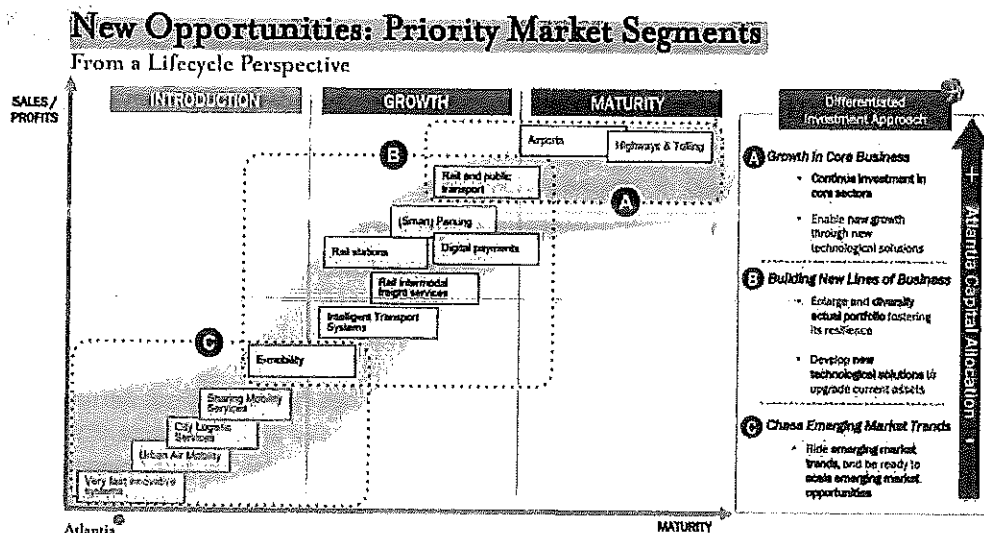 New Opportunities: Priority Market Segments
From a Lifecycle Perspective
SALES /
PROFITS
INTRODUCTION
GROWTH
MATURITY
Differentiated
Investment Approach
B
Airports
Highways & Tolling
Rail and public
transport
A
(Smart) Parking
Rail stations
Digital payments
Rail intermodal
freight services
Intelligent Transport
Systems
C
E-mobility
Sharing Mobility
Services
City Logistic
Services
Urban Air Mobility
Very fast innovative
systems
A Growth in Core Business
• Continue investment in
core sectors
• Enable new growth
through new
technological solutions
B Building New Lines of Business
• Enlarge and diversify
actual portfolio fostering
its resilience
• Develop new
technological solutions to
upgrade current assets
C Chase Emerging Market Trends
• Ride emerging market
trends, and be ready to
scale emerging market
opportunities
+ Atlantia Capital Allocation -
Atlantia
MATURITY